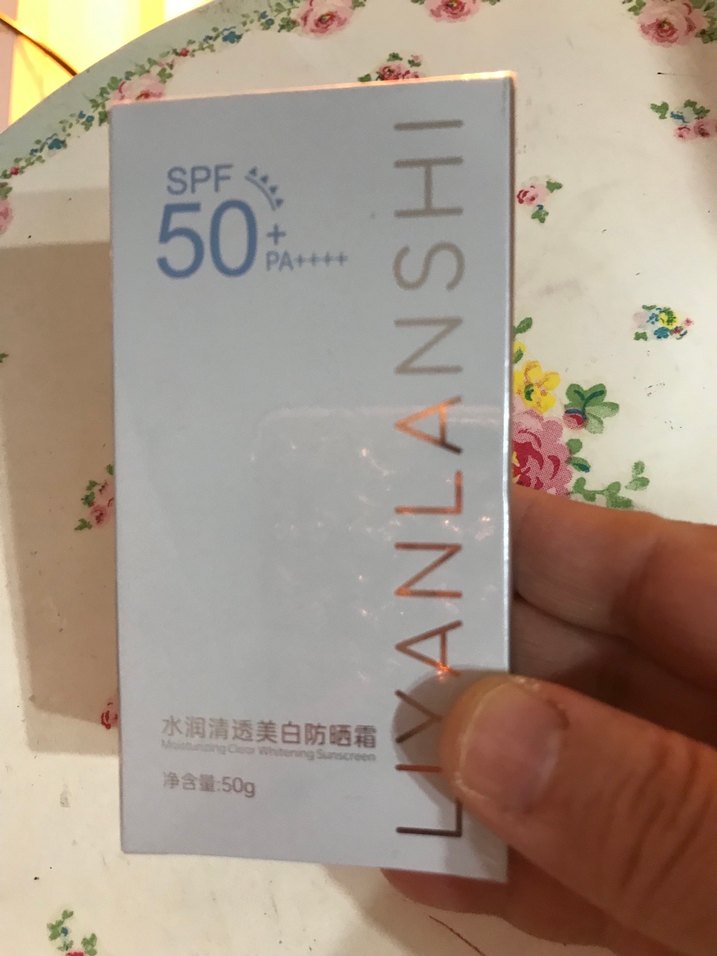 SPF
50+
PA++++
LIYANLANSHI
水润清透美白防晒霜
Moisturizing Clear Whitening Sunscreen
净含量:50g